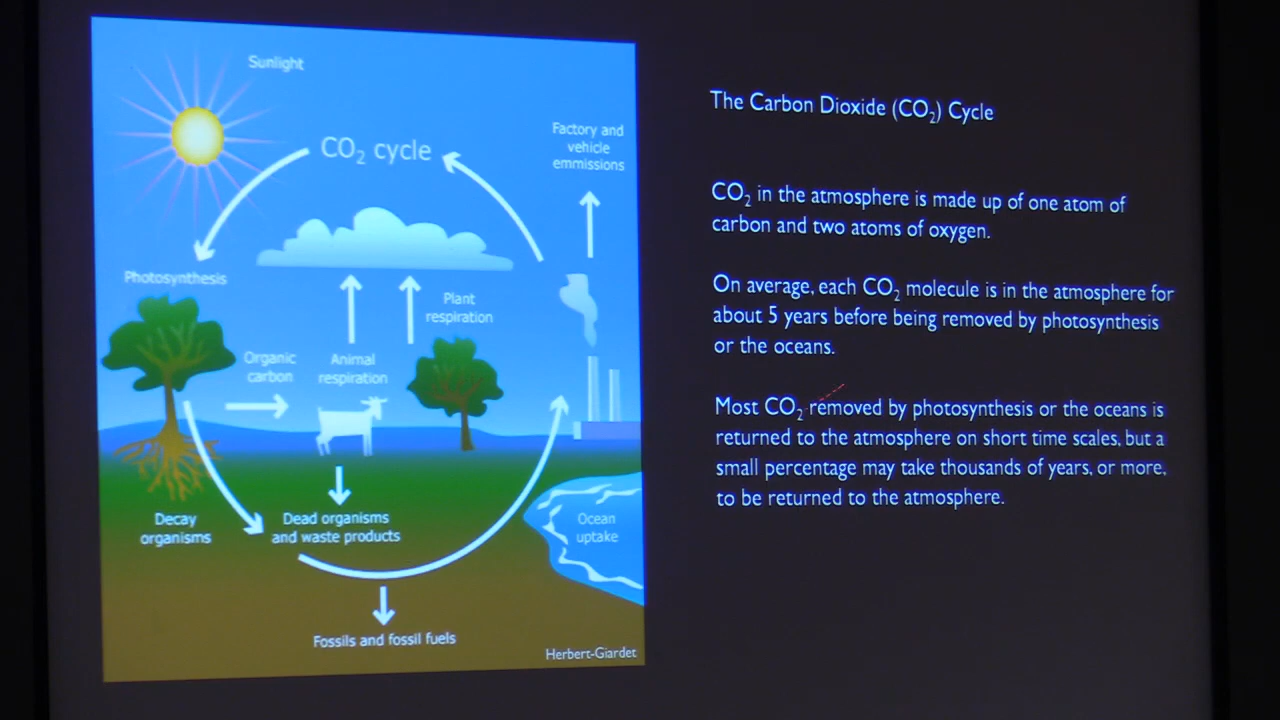 Sunlight
CO₂ cycle
Factory and
vehicle
emmissions
Photosynthesis
Plant
respiration
Organic
carbon
Animal
respiration
Decay
organisms
Dead organisms
and waste products
Ocean
uptake
Fossils and fossil fuels
Herbert-Giardet
The Carbon Dioxide (CO₂) Cycle
CO₂ in the atmosphere is made up of one atom of
carbon and two atoms of oxygen.
On average, each CO₂ molecule is in the atmosphere for
about 5 years before being removed by photosynthesis
or the oceans.
Most CO₂ removed by photosynthesis or the oceans is
returned to the atmosphere on short time scales, but a
small percentage may take thousands of years, or more,
to be returned to the atmosphere.